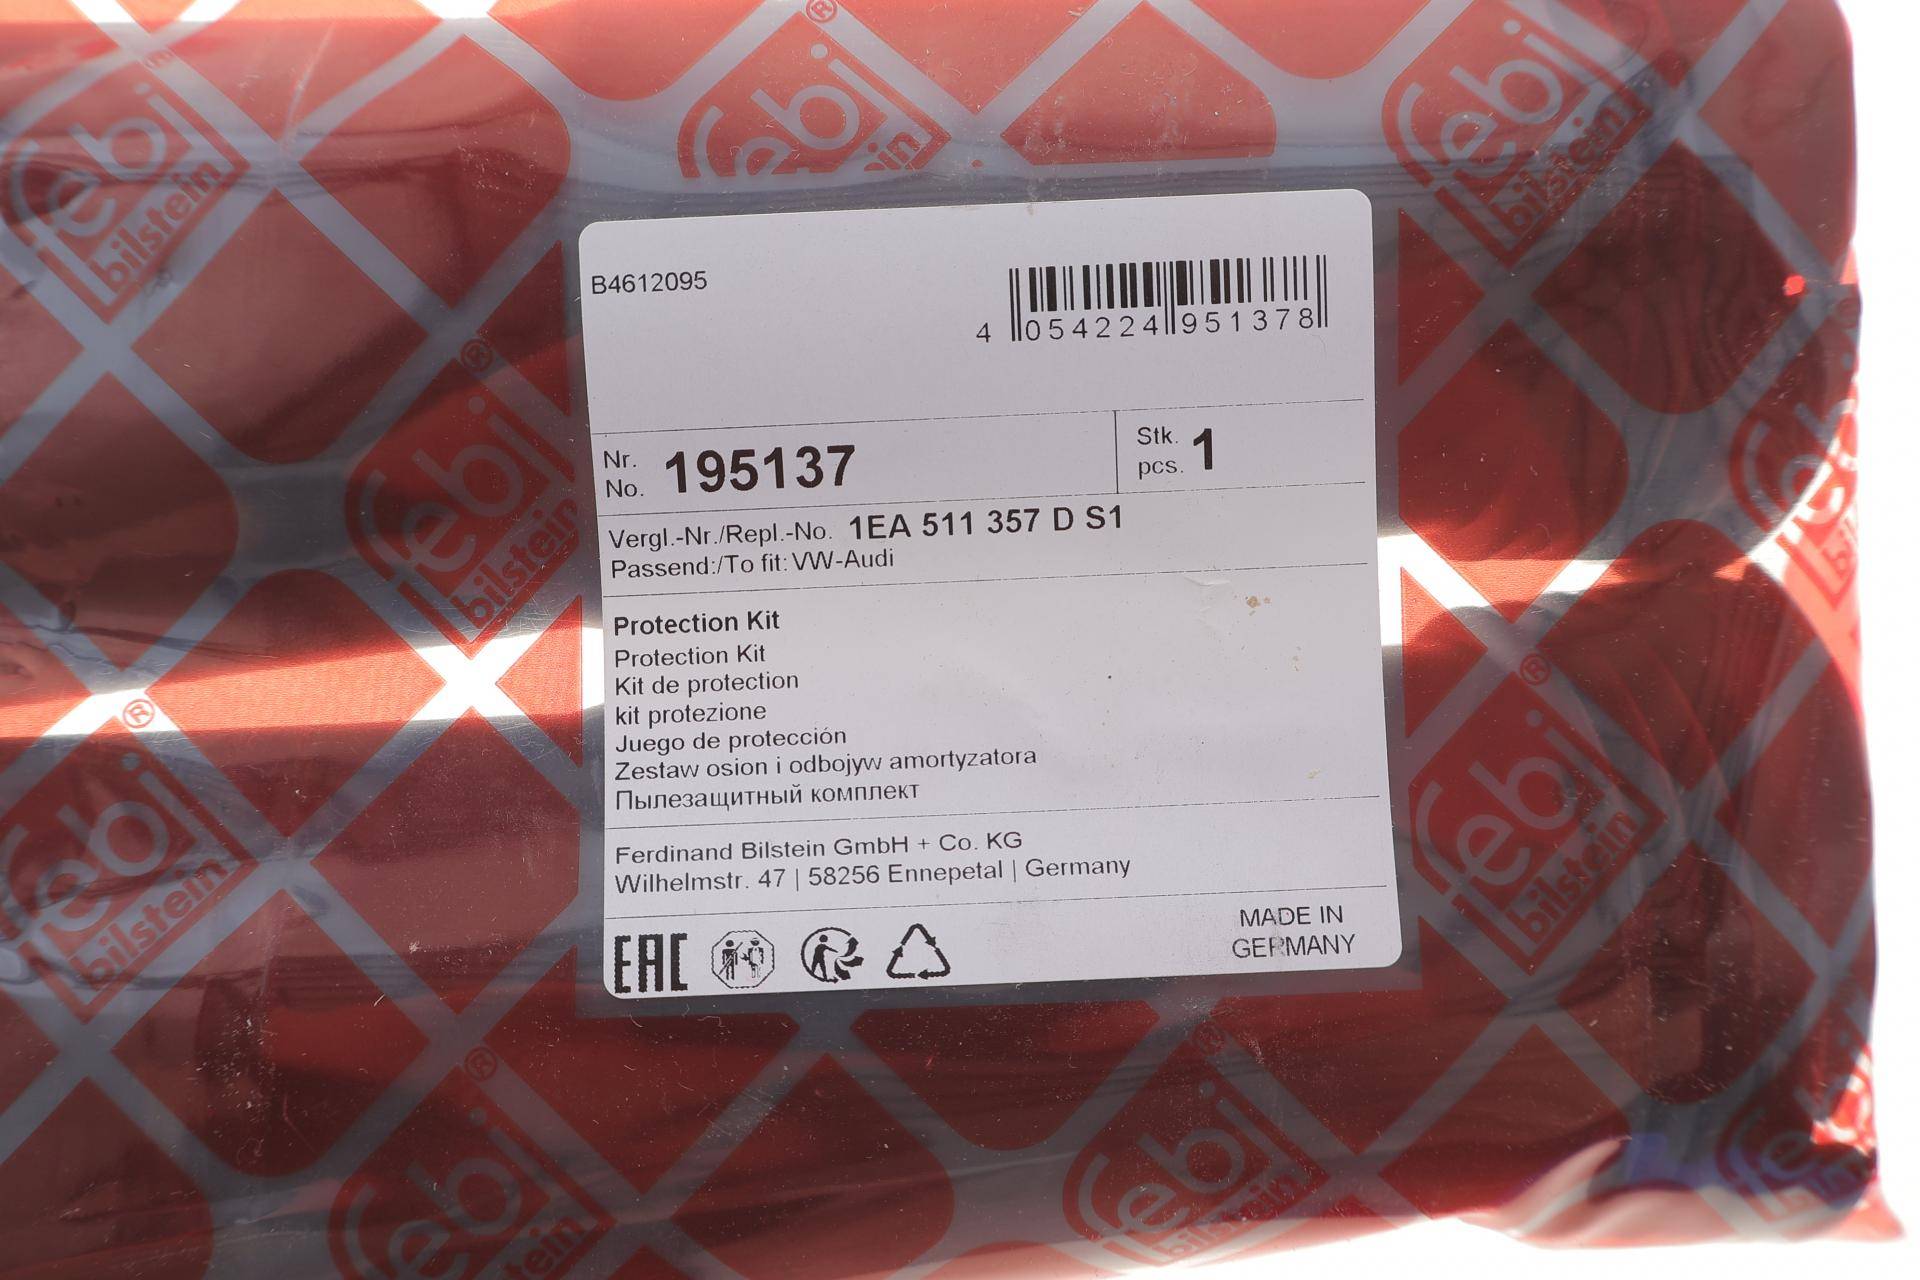 febi
bilstein
B4612095
4 054224 951378
Nr.
No. 195137
Stk.
pcs. 1
Vergl.-Nr./Repl.-No. 1EA 511 357 D S1
Passend:/To fit: VW-Audi
Protection Kit
Protection Kit
Kit de protection
kit protezione
Juego de protección
Zestaw osion i odbojyw amortyzatora
Пылезащитный комплект
Ferdinand Bilstein GmbH + Co. KG
Wilhelmstr. 47 | 58256 Ennepetal | Germany
EAC
MADE IN
GERMANY